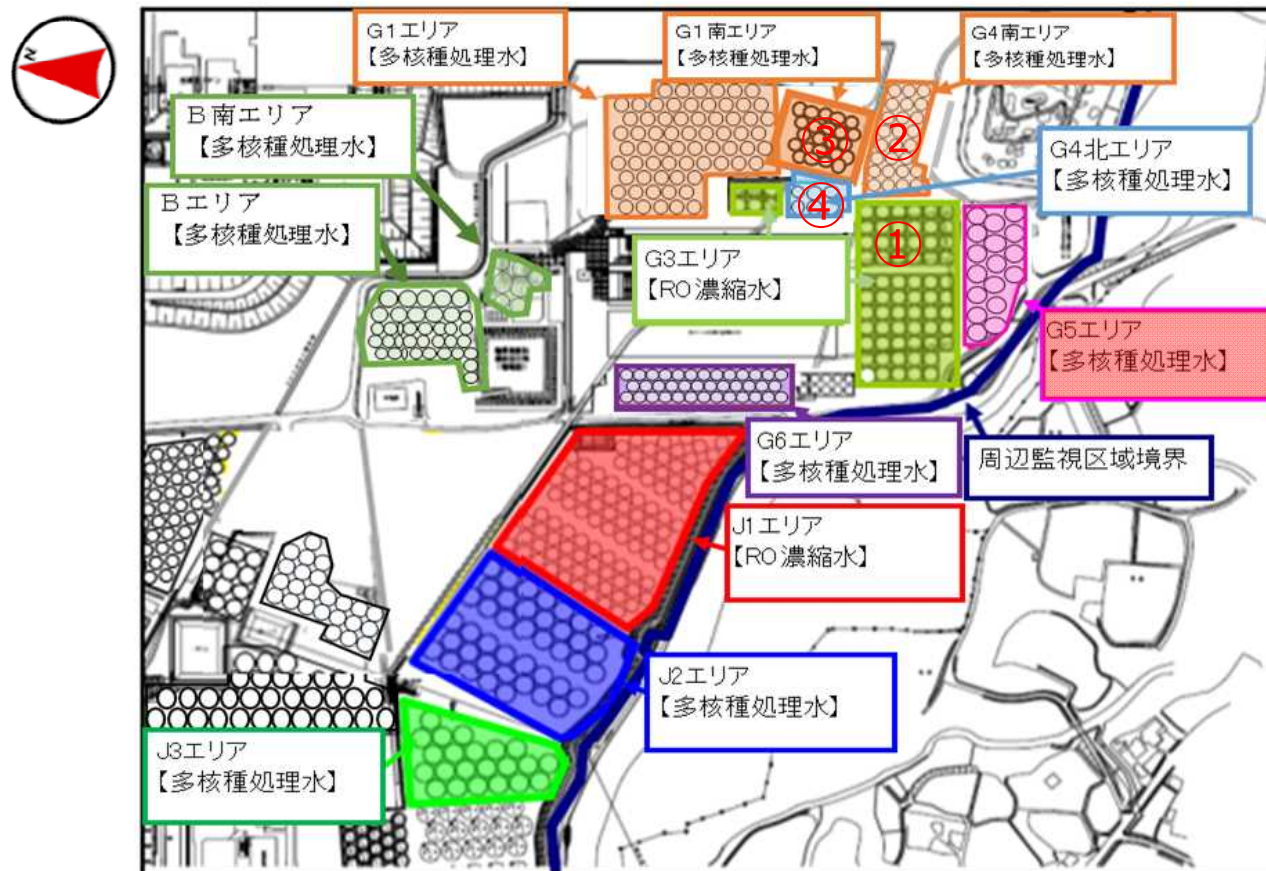 N
G1エリア
【多核種処理水】
G1南エリア
【多核種処理水】
G4南エリア
【多核種処理水】
B南エリア
【多核種処理水】
③
②
G4北エリア
【多核種処理水】
Bエリア
【多核種処理水】
④
①
G3エリア
【RO濃縮水】
G5エリア
【多核種処理水】
G6エリア
【多核種処理水】
周辺監視区域境界
J1エリア
【RO濃縮水】
J2エリア
【多核種処理水】
J3エリア
【多核種処理水】